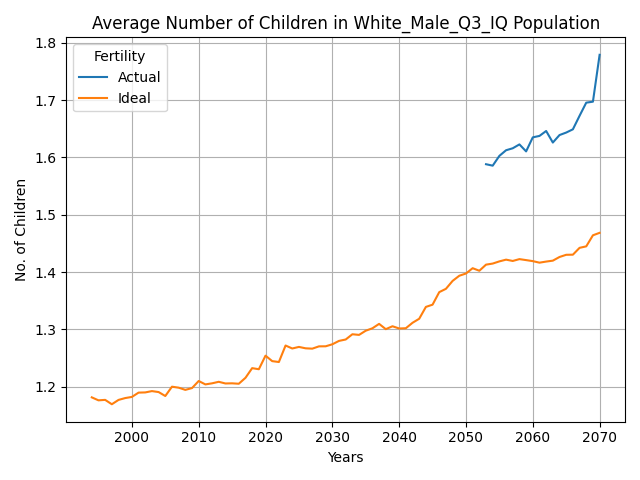 Average Number of Children in White_Male_Q3_IQ Population
Fertility
Actual
Ideal
No. of Children
1.8
1.7
1.6
1.5
1.4
1.3
1.2
2000 2010 2020 2030 2040 2050 2060 2070
Years